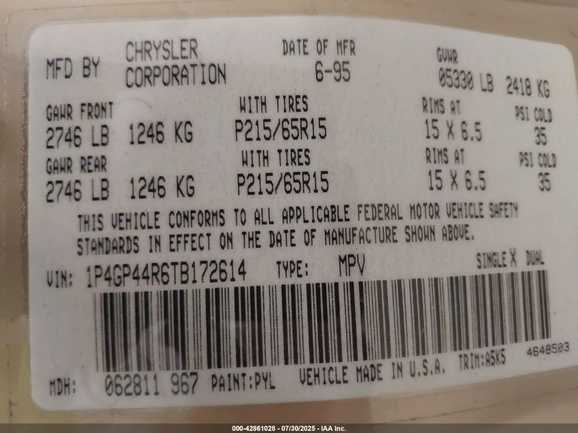 MFD BY CHRYSLER CORPORATION DATE OF MFR 6-95 GVWR 05330 LB 2418 KG
GAWR FRONT WITH TIRES RIMS AT PSI COLD
2746 LB 1246 KG P215/65R15 15 X 6.5 35
GAWR REAR WITH TIRES RIMS AT PSI COLD
2746 LB 1246 KG P215/65R15 15 X 6.5 35
THIS VEHICLE CONFORMS TO ALL APPLICABLE FEDERAL MOTOR VEHICLE SAFETY
STANDARDS IN EFFECT ON THE DATE OF MANUFACTURE SHOWN ABOVE.
VIN: 1P4GP44R6TB172614 TYPE: MPV SINGLE X DUAL
MDH: 062811 967 PAINT:PYL VEHICLE MADE IN U.S.A. TRIM:A5K5 4648503
000-42861028 - 07/30/2025 - IAA Inc.